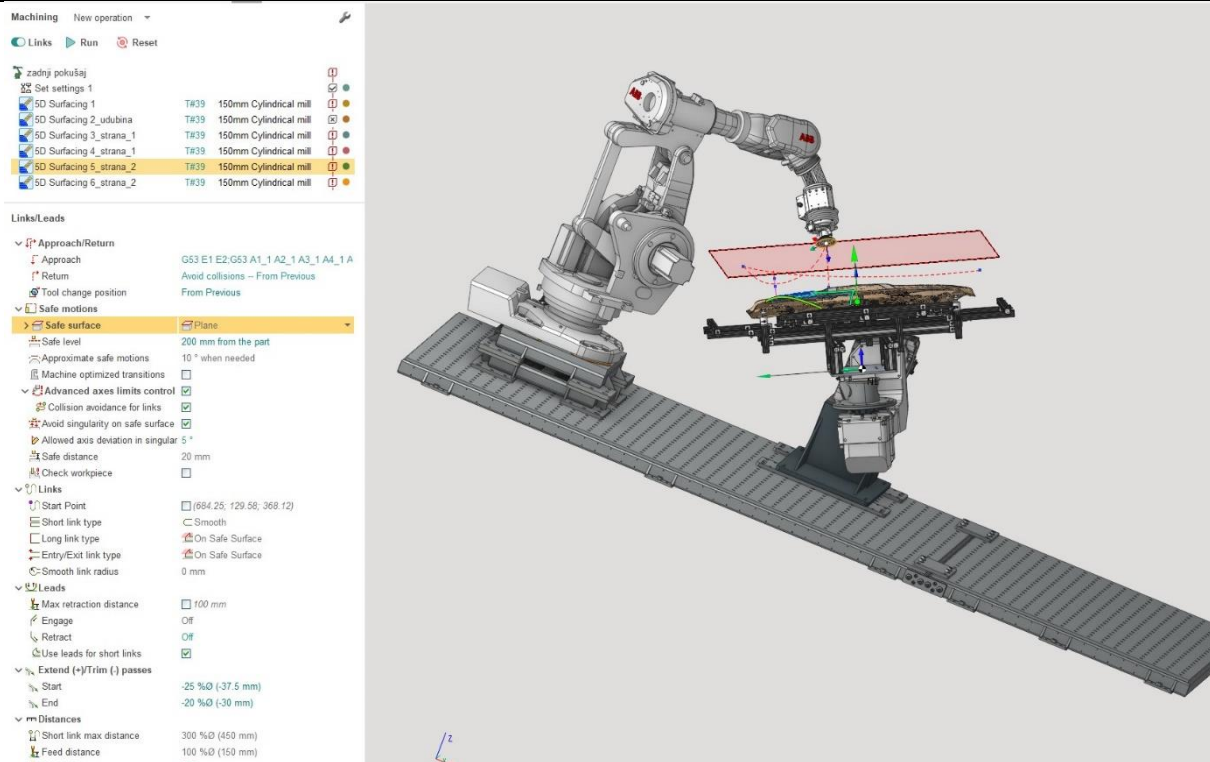 Machining New operation
Links Run Reset
zadnji pokušaj
Set settings 1
5D Surfacing 1 T#39 150mm Cylindrical mill
5D Surfacing 2_udubina T#39 150mm Cylindrical mill
5D Surfacing 3_strana_1 T#39 150mm Cylindrical mill
5D Surfacing 4_strana_1 T#39 150mm Cylindrical mill
5D Surfacing 5_strana_2 T#39 150mm Cylindrical mill
5D Surfacing 6_strana_2 T#39 150mm Cylindrical mill
Links/Leads
Approach/Return
Approach G53 E1 E2;G53 A1_1 A2_1 A3_1 A4_1 A
Return Avoid collisions -- From Previous
Tool change position From Previous
Safe motions
Safe surface Plane
Safe level 200 mm from the part
Approximate safe motions 10 ° when needed
Machine optimized transitions
Advanced axes limits control
Collision avoidance for links
Avoid singularity on safe surface
Allowed axis deviation in singular 5 °
Safe distance 20 mm
Check workpiece
Links
Start Point (684.25; 129.58; 368.12)
Short link type Smooth
Long link type On Safe Surface
Entry/Exit link type On Safe Surface
Smooth link radius 0 mm
Leads
Max retraction distance 100 mm
Engage Off
Retract Off
Use leads for short links
Extend (+)/Trim (-) passes
Start -25 %Ø (-37.5 mm)
End -20 %Ø (-30 mm)
Distances
Short link max distance 300 %Ø (450 mm)
Feed distance 100 %Ø (150 mm)
ABB
ABB
Z